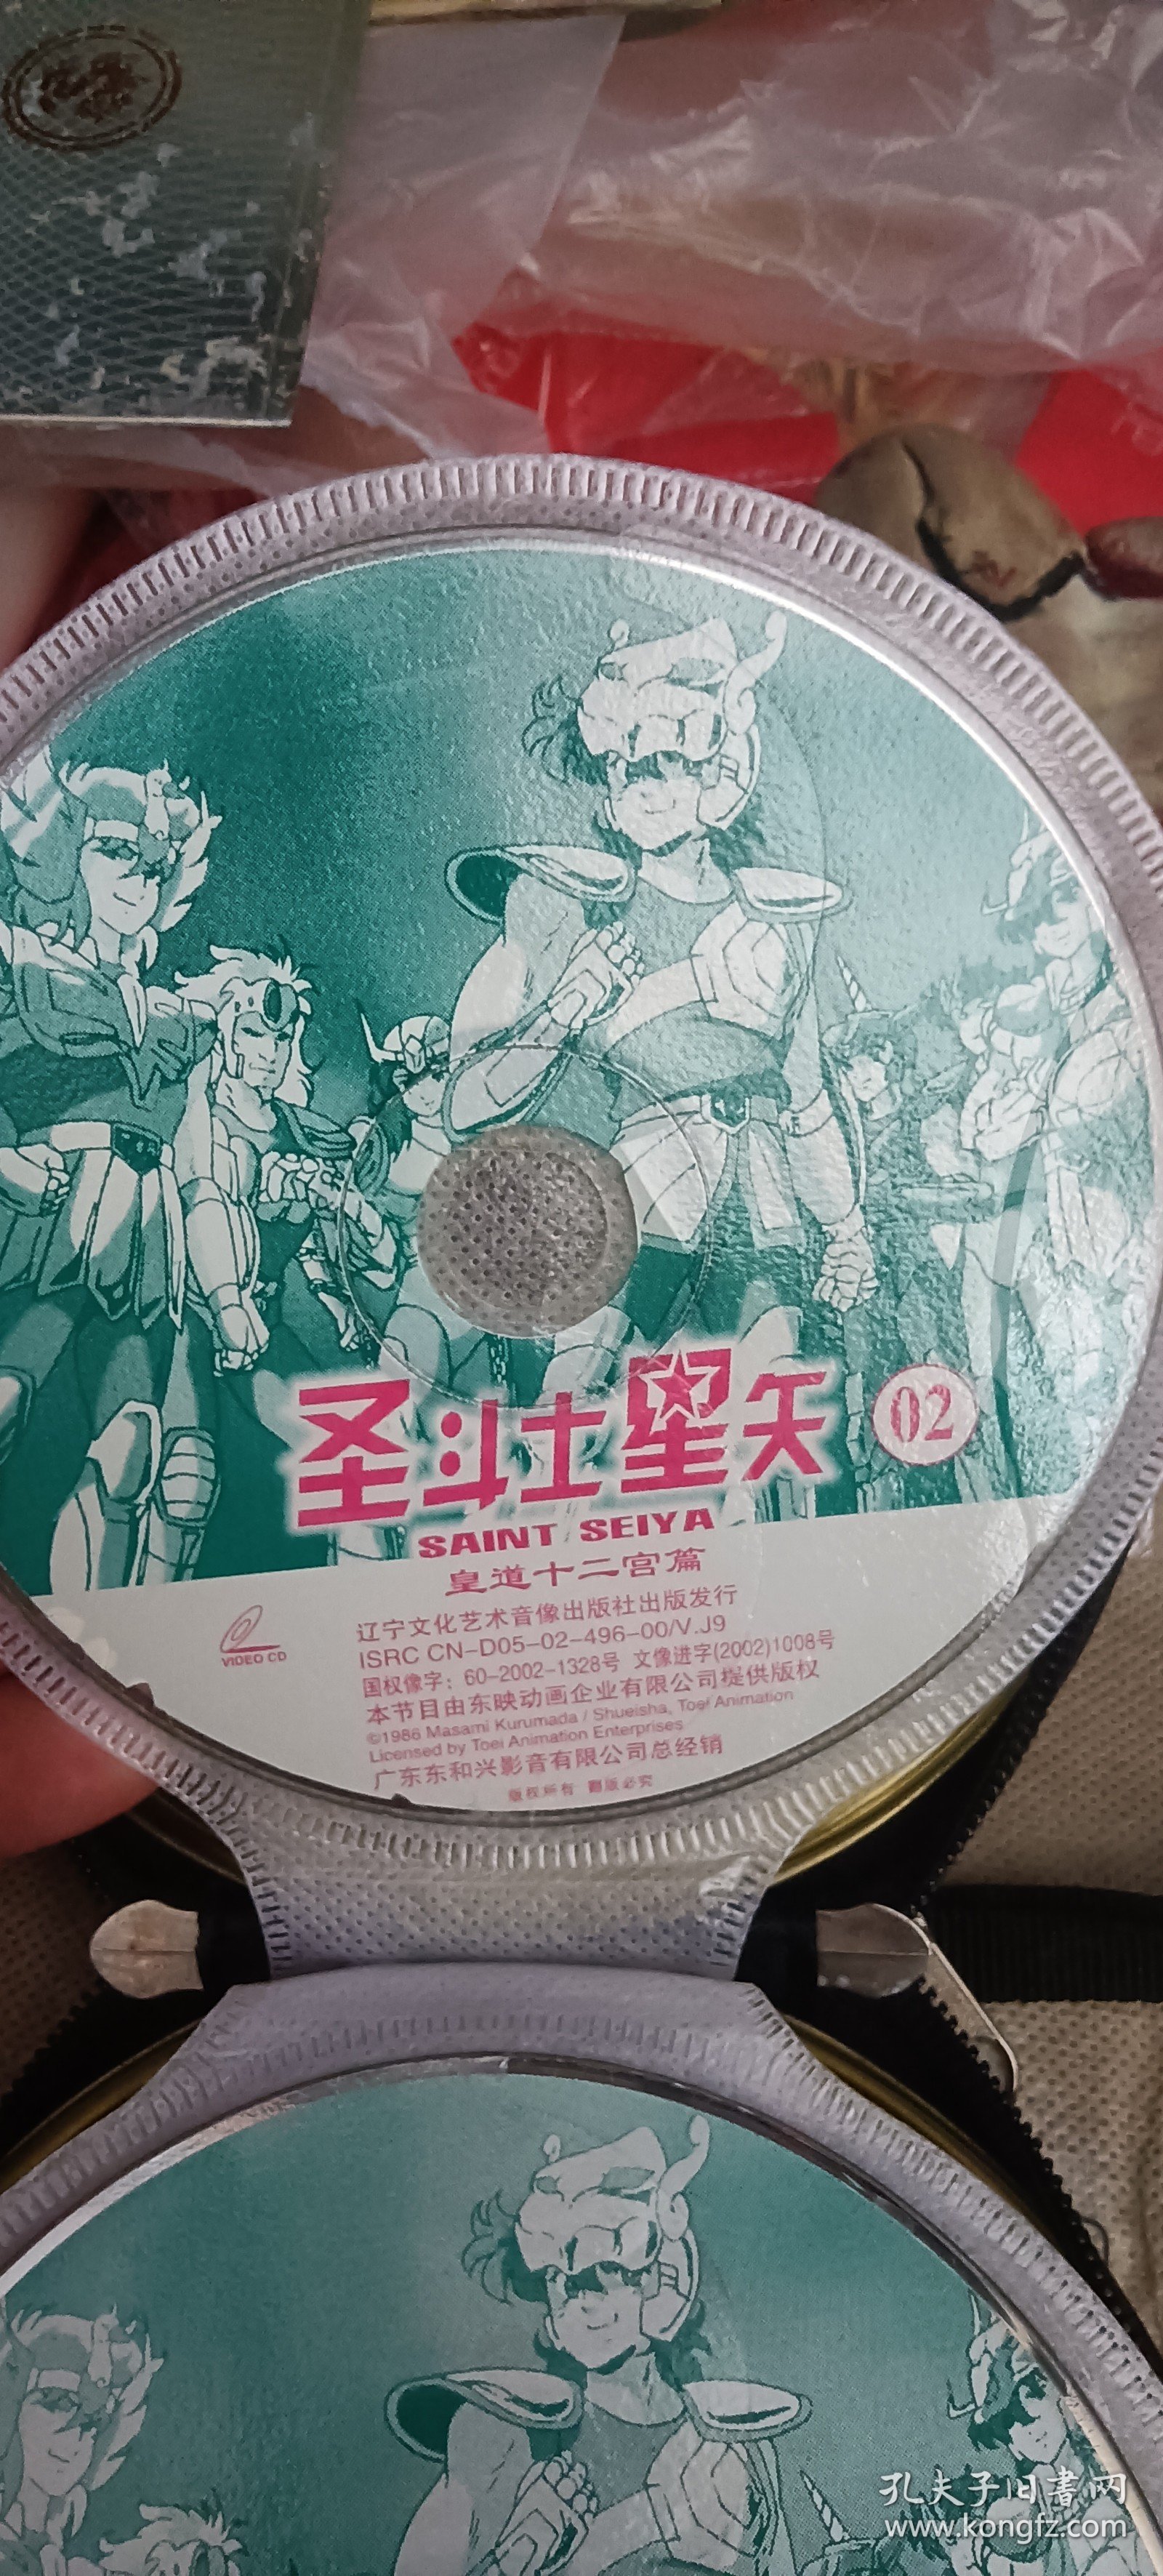 圣斗士星矢 02
SAINT SEIYA
皇道十二宫篇
VIDEO CD
辽宁文化艺术音像出版社出版发行
ISRC CN-D05-02-496-00/V.J9
国权像字：60-2002-1328号 文像进字(2002)1008号
本节目由东映动画企业有限公司提供版权
©1986 Masami Kurumada / Shueisha, Toei Animation
Licensed by Toei Animation Enterprises
广东东和兴影音有限公司总经销
版权所有 翻版必究
孔夫子旧書网
www.kongfz.com